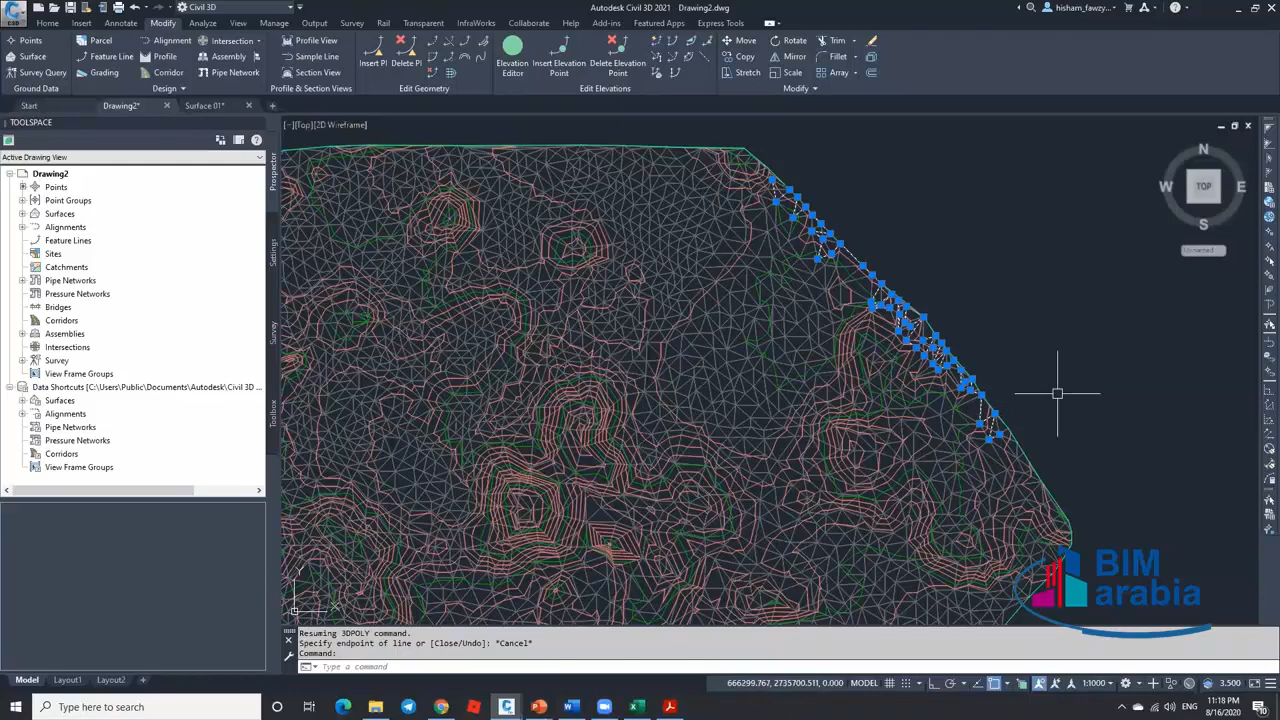 C3D
Civil 3D
Autodesk Civil 3D 2021 Drawing2.dwg
hisham_fawzy...
Home
Insert
Annotate
Modify
Analyze
View
Manage
Output
Survey
Rail
Transparent
InfraWorks
Collaborate
Help
Add-ins
Featured Apps
Express Tools
Points
Surface
Survey Query
Ground Data
Parcel
Feature Line
Grading
Alignment
Profile
Corridor
Intersection
Assembly
Pipe Network
Design
Profile View
Sample Line
Section View
Profile & Section Views
Insert PI
Delete PI
Edit Geometry
Elevation
Editor
Insert Elevation
Point
Delete Elevation
Point
Edit Elevations
Move
Copy
Stretch
Rotate
Mirror
Scale
Trim
Fillet
Array
Modify
Start
Drawing2*
Surface 01*
TOOLSPACE
Active Drawing View
Drawing2
Points
Point Groups
Surfaces
Alignments
Feature Lines
Sites
Catchments
Pipe Networks
Pressure Networks
Bridges
Corridors
Assemblies
Intersections
Survey
View Frame Groups
Data Shortcuts [C:\Users\Public\Documents\Autodesk\Civil 3D ...
Surfaces
Alignments
Pipe Networks
Pressure Networks
Corridors
View Frame Groups
Prospector
Settings
Survey
Toolbox
[−][Top][2D Wireframe]
N
W
TOP
E
S
Unnamed
Y
X
BIM
arabia
Resuming 3DPOLY command.
Specify endpoint of line or [Close/Undo]: *Cancel*
Command:
Type a command
Model
Layout1
Layout2
666299.767, 2735700.511, 0.000
MODEL
1:1000
3.500
Type here to search
11:18 PM
8/16/2020